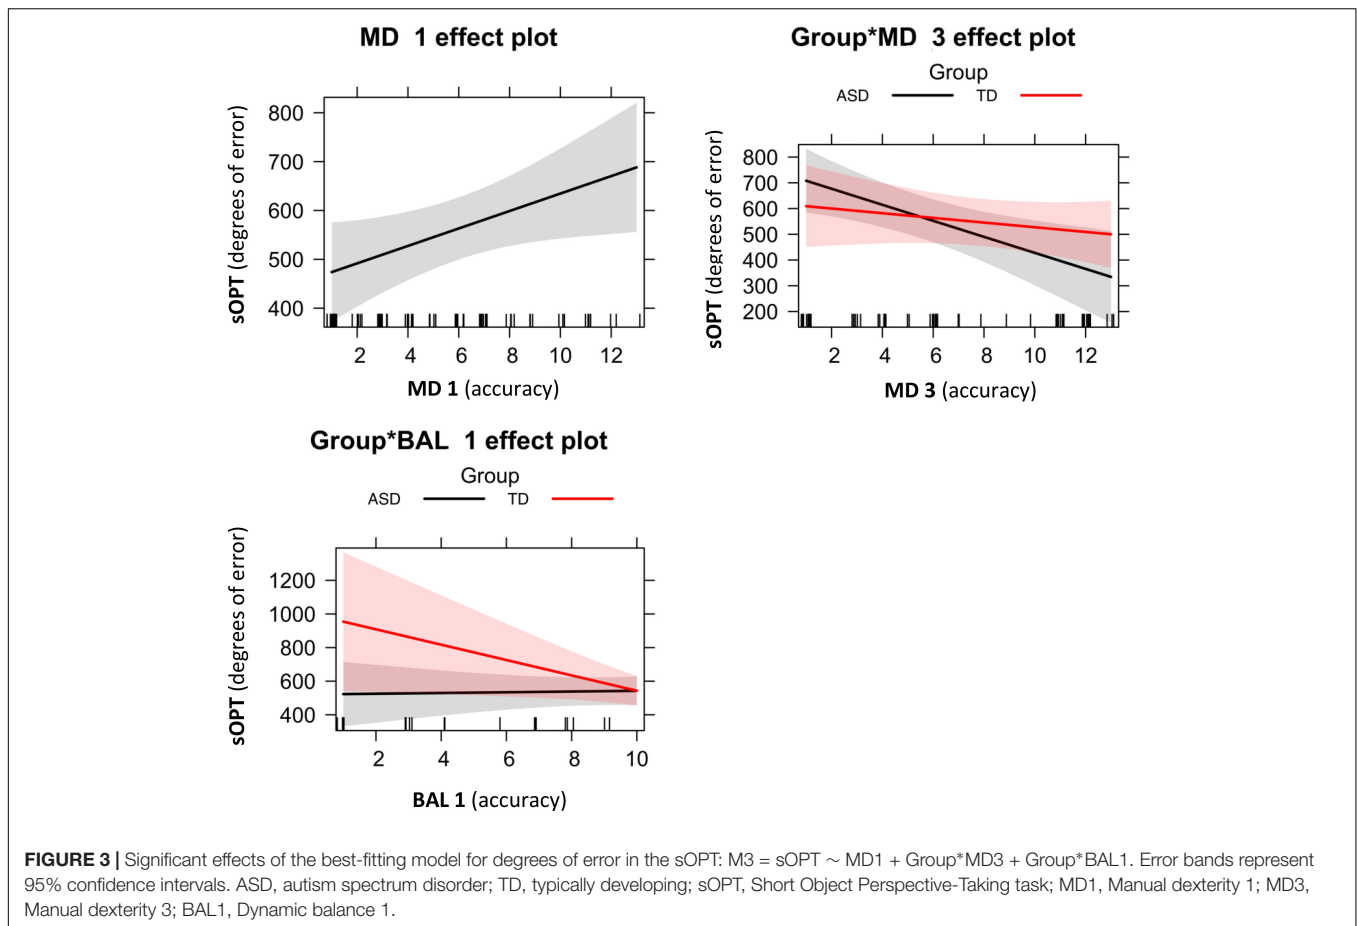 MD 1 effect plot
sOPT (degrees of error)
800
700
600
500
400
2 4 6 8 10 12
MD 1 (accuracy)
Group*MD 3 effect plot
Group
ASD TD
sOPT (degrees of error)
800
700
600
500
400
300
200
2 4 6 8 10 12
MD 3 (accuracy)
Group*BAL 1 effect plot
Group
ASD TD
sOPT (degrees of error)
1200
1000
800
600
400
2 4 6 8 10
BAL 1 (accuracy)
FIGURE 3 | Significant effects of the best-fitting model for degrees of error in the sOPT: M3 = sOPT ∼ MD1 + Group*MD3 + Group*BAL1. Error bands represent
95% confidence intervals. ASD, autism spectrum disorder; TD, typically developing; sOPT, Short Object Perspective-Taking task; MD1, Manual dexterity 1; MD3,
Manual dexterity 3; BAL1, Dynamic balance 1.